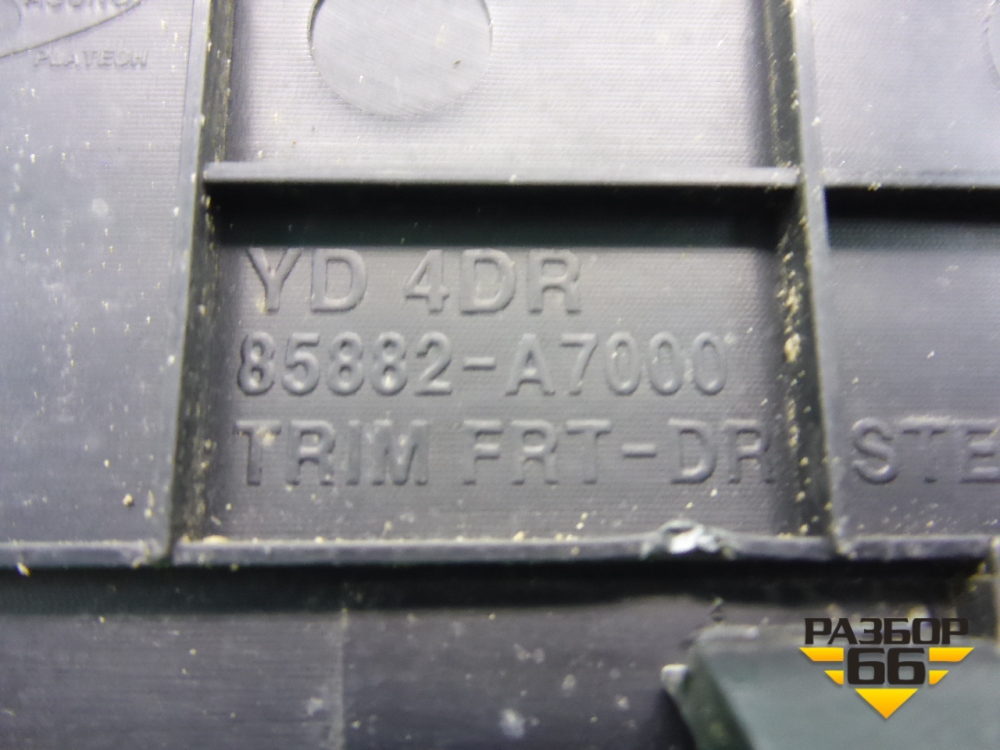 PLATECH
YD 4DR
85882-A7000
TRIM FRT-DR STE
РАЗБОР
66